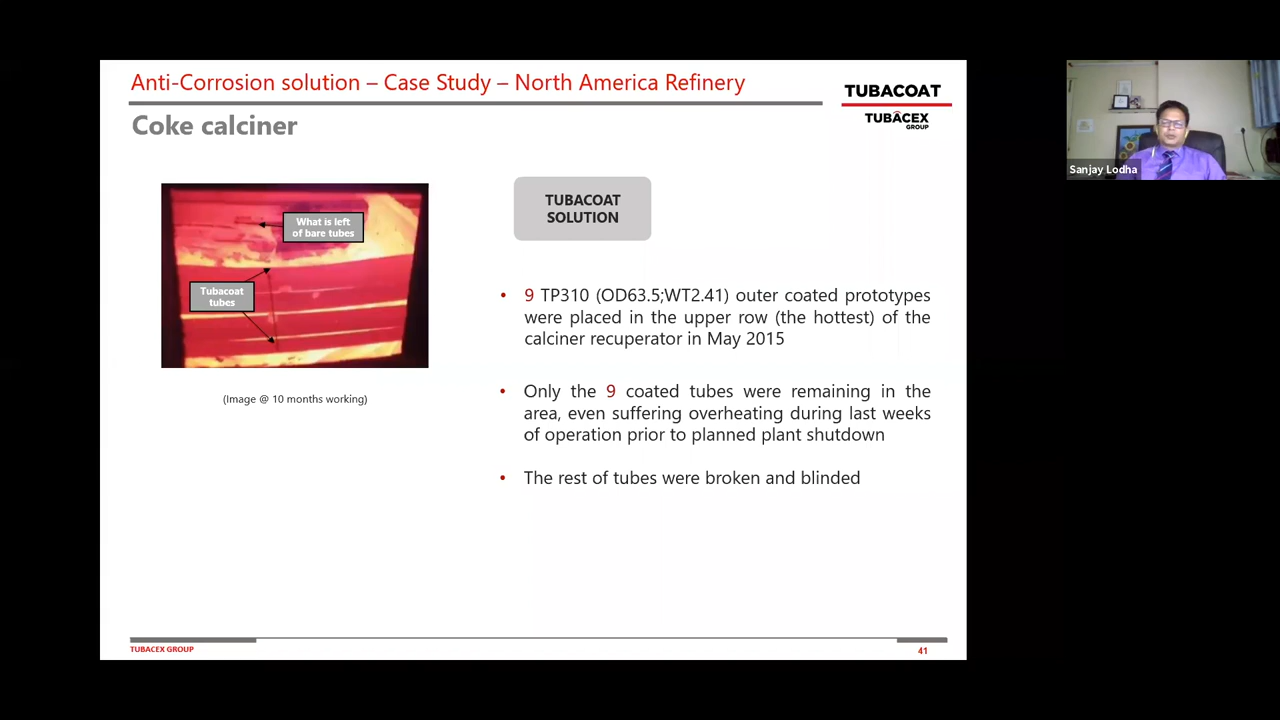 Anti-Corrosion solution – Case Study – North America Refinery
TUBACOAT
TUBACEX
GROUP
Coke calciner
Sanjay Lodha
What is left
of bare tubes
Tubacoat
tubes
(Image @ 10 months working)
TUBACOAT
SOLUTION
• 9 TP310 (OD63.5;WT2.41) outer coated prototypes
were placed in the upper row (the hottest) of the
calciner recuperator in May 2015
• Only the 9 coated tubes were remaining in the
area, even suffering overheating during last weeks
of operation prior to planned plant shutdown
• The rest of tubes were broken and blinded
TUBACEX GROUP
41